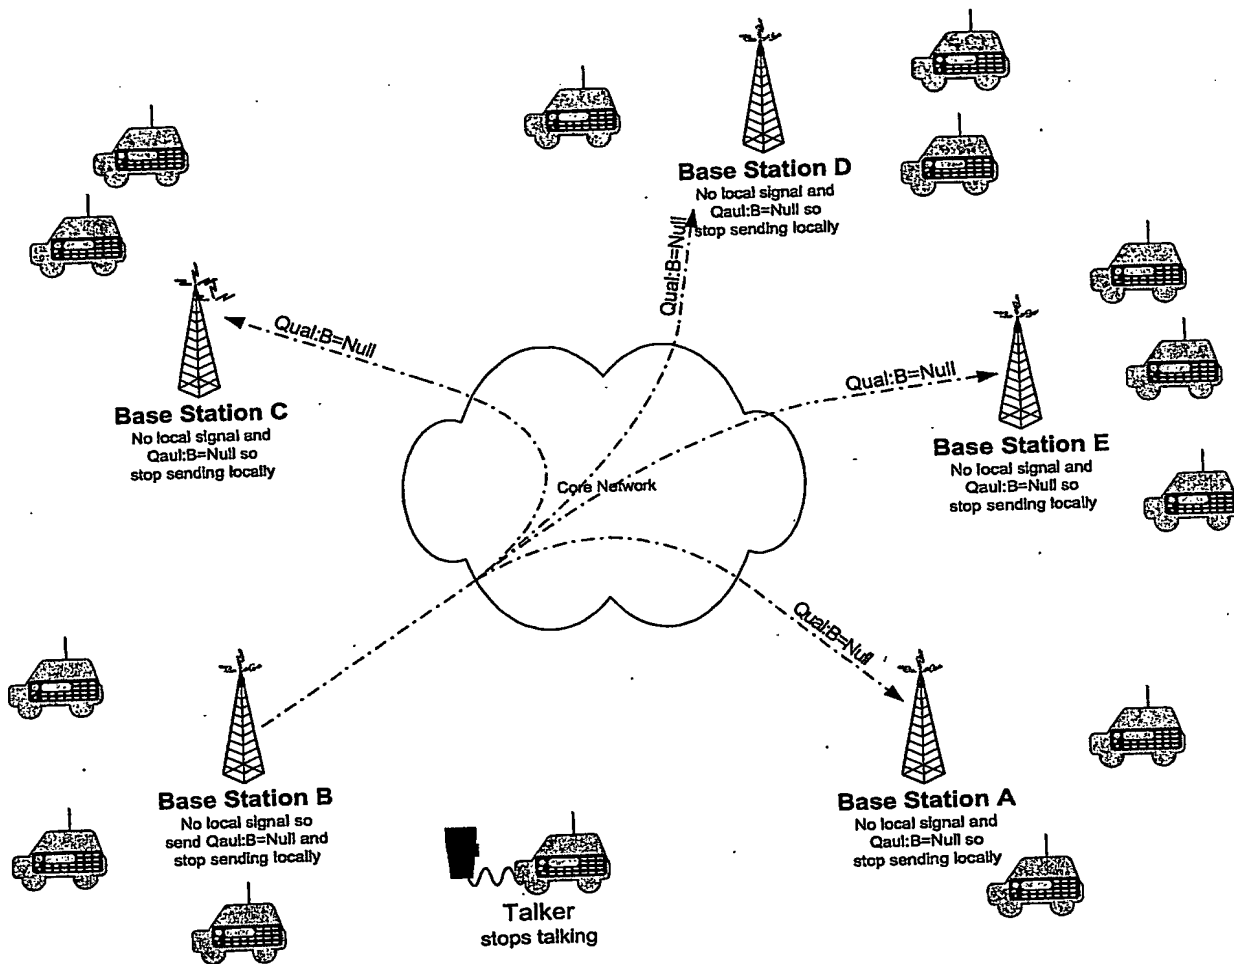 Base Station D
No local signal and
Qaul:B=Null so
stop sending locally
Qual:B=Null
Qual:B=Null
Base Station C
No local signal and
Qaul:B=Null so
stop sending locally
Qual:B=Null
Base Station E
No local signal and
Qaul:B=Null so
stop sending locally
Core Network
Qual:B=Null
Base Station B
No local signal so
send Qaul:B=Null and
stop sending locally
Base Station A
No local signal and
Qaul:B=Null so
stop sending locally
Talker
stops talking